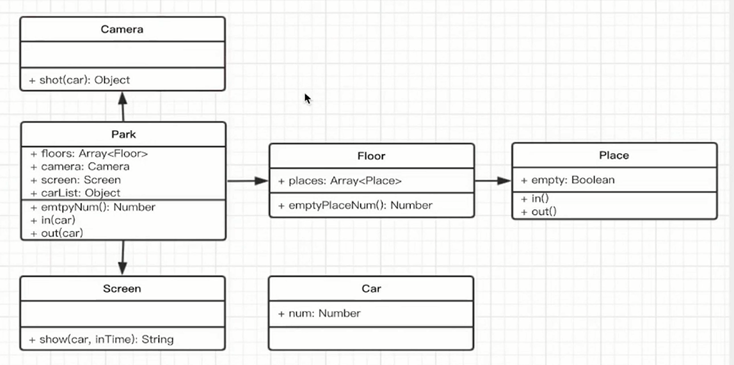 Camera
+ shot(car): Object
Park
+ floors: Array<Floor>
+ camera: Camera
+ screen: Screen
+ carList: Object
+ emtpyNum(): Number
+ in(car)
+ out(car)
Floor
+ places: Array<Place>
+ emptyPlaceNum(): Number
Place
+ empty: Boolean
+ in()
+ out()
Screen
+ show(car, inTime): String
Car
+ num: Number